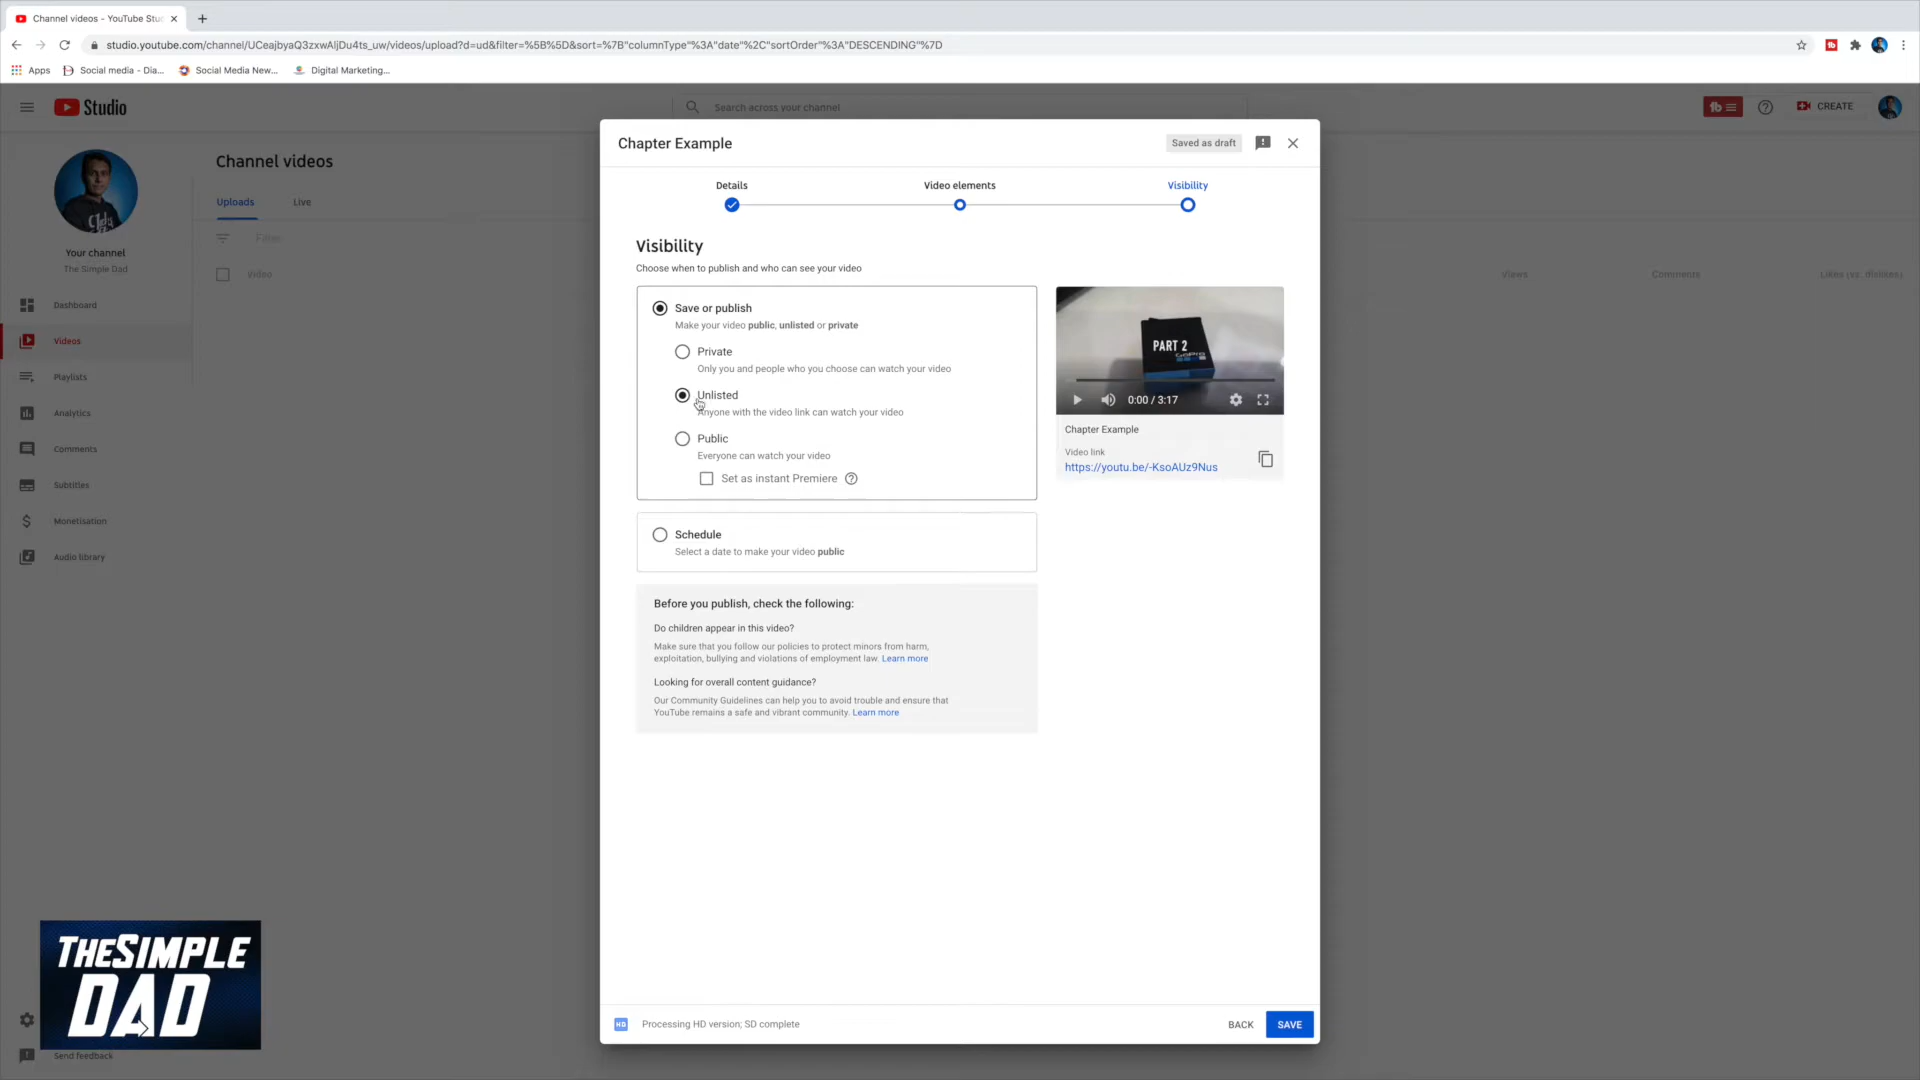 Channel videos - YouTube Stu
studio.youtube.com/channel/UCeajbyaQ3zxwAljDu4ts_uw/videos/upload?d=ud&filter=%5B%5D&sort=%7B"columnType"%3A"date"%2C"sortOrder"%3A"DESCENDING"%7D
Apps
Social media - Dia...
Social Media New...
Digital Marketing...
Studio
Search across your channel
CREATE
Your channel
The Simple Dad
Dashboard
Videos
Playlists
Analytics
Comments
Subtitles
Monetisation
Audio library
Send feedback
THESIMPLE
DAD
Channel videos
Uploads
Live
Filter
Video
Views
Comments
Likes (vs. dislikes)
Chapter Example
Saved as draft
Details
Video elements
Visibility
Visibility
Choose when to publish and who can see your video
Save or publish
Make your video public, unlisted or private
Private
Only you and people who you choose can watch your video
Unlisted
Anyone with the video link can watch your video
Public
Everyone can watch your video
Set as instant Premiere
Schedule
Select a date to make your video public
Before you publish, check the following:
Do children appear in this video?
Make sure that you follow our policies to protect minors from harm,
exploitation, bullying and violations of employment law. Learn more
Looking for overall content guidance?
Our Community Guidelines can help you to avoid trouble and ensure that
YouTube remains a safe and vibrant community. Learn more
PART 2
GoPro
0:00 / 3:17
Chapter Example
Video link
https://youtu.be/-KsoAUz9Nus
HD
Processing HD version; SD complete
BACK
SAVE